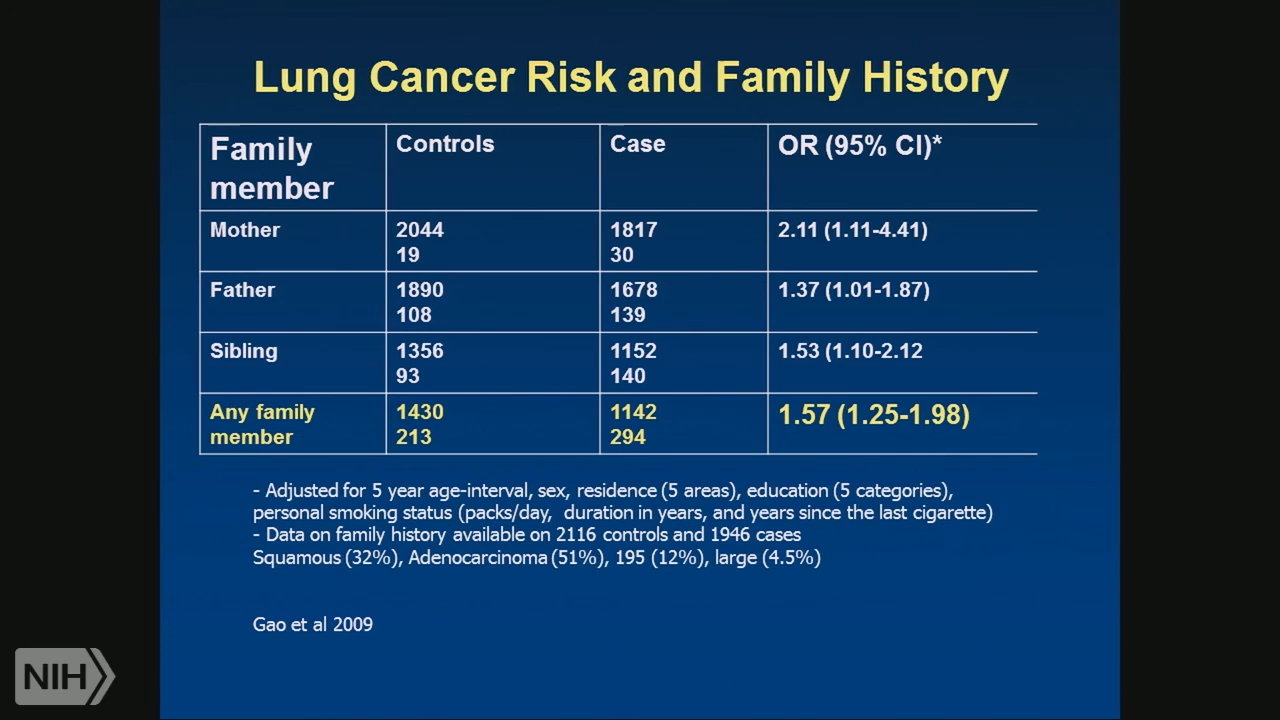 Lung Cancer Risk and Family History
Family member
Controls
Case
OR (95% CI)*
Mother
2044
19
1817
30
2.11 (1.11-4.41)
Father
1890
108
1678
139
1.37 (1.01-1.87)
Sibling
1356
93
1152
140
1.53 (1.10-2.12
Any family
member
1430
213
1142
294
1.57 (1.25-1.98)
- Adjusted for 5 year age-interval, sex, residence (5 areas), education (5 categories),
personal smoking status (packs/day, duration in years, and years since the last cigarette)
- Data on family history available on 2116 controls and 1946 cases
Squamous (32%), Adenocarcinoma (51%), 195 (12%), large (4.5%)
Gao et al 2009
NIH